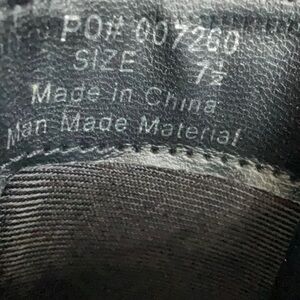 PO# 007260
SIZE 7½
Made in China
Man Made Material